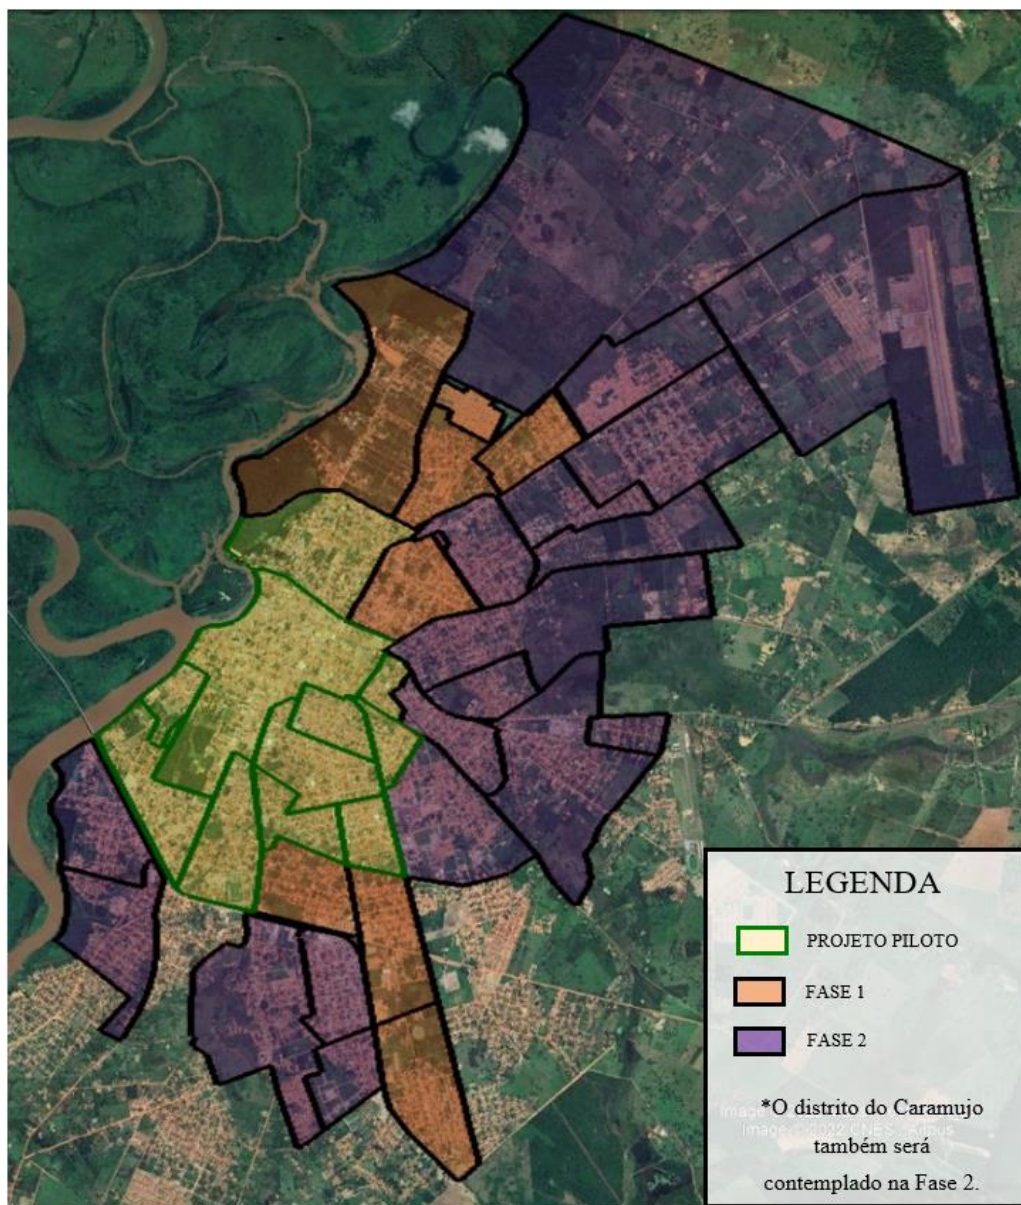 LEGENDA
PROJETO PILOTO
FASE 1
FASE 2
*O distrito do Caramujo
também será
contemplado na Fase 2.